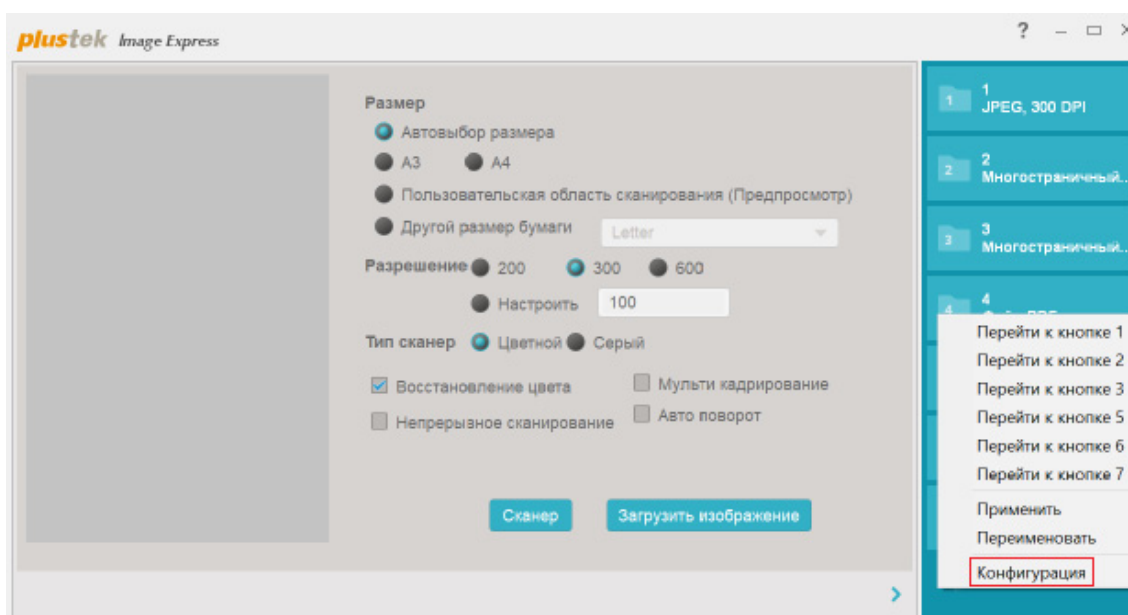 plustek Image Express
?
Размер
Автовыбор размера
A3 A4
Пользовательская область сканирования (Предпросмотр)
Другой размер бумаги Letter
Разрешение 200 300 600
Настроить 100
Тип сканер Цветной Серый
Восстановление цвета Мульти кадрирование
Непрерызное сканирование Авто поворот
Сканер Загрузить изображение
1 1
JPEG, 300 DPI
2 2
Многостраничный...
3 3
Многостраничный...
4 4
Перейти к кнопке 1
Перейти к кнопке 2
Перейти к кнопке 3
Перейти к кнопке 5
Перейти к кнопке 6
Перейти к кнопке 7
Применить
Переименовать
Конфигурация